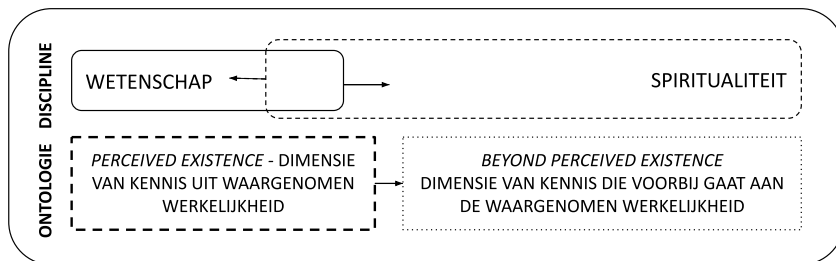 DISCIPLINE
WETENSCHAP
SPIRITUALITEIT
ONTOLOGIE
PERCEIVED EXISTENCE - DIMENSIE
VAN KENNIS UIT WAARGENOMEN
WERKELIJKHEID
BEYOND PERCEIVED EXISTENCE
DIMENSIE VAN KENNIS DIE VOORBIJ GAAT AAN
DE WAARGENOMEN WERKELIJKHEID